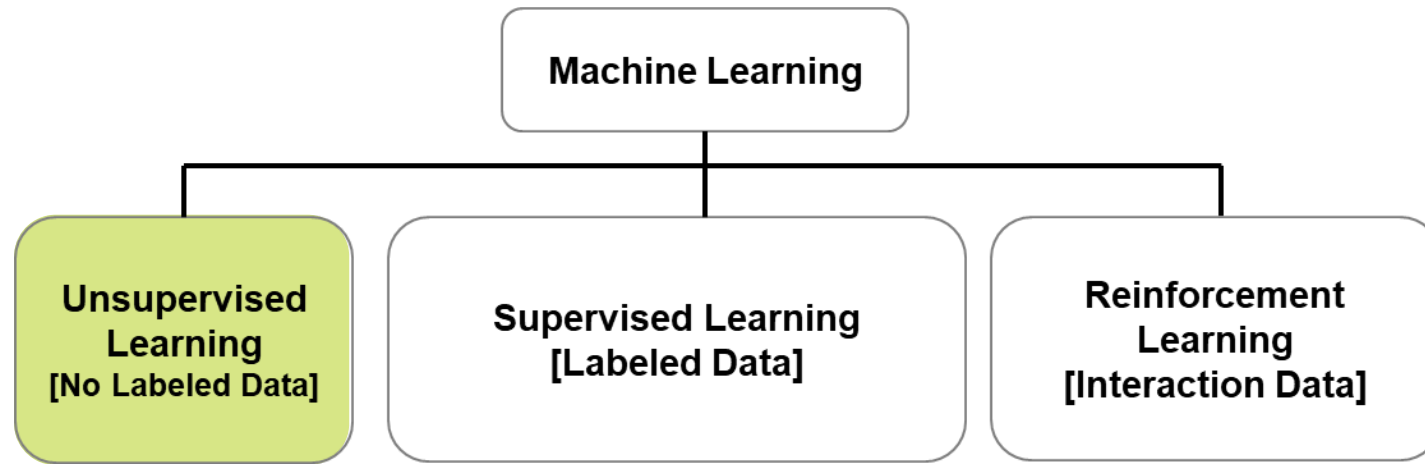 Machine Learning
Unsupervised
Learning
[No Labeled Data]
Supervised Learning
[Labeled Data]
Reinforcement
Learning
[Interaction Data]